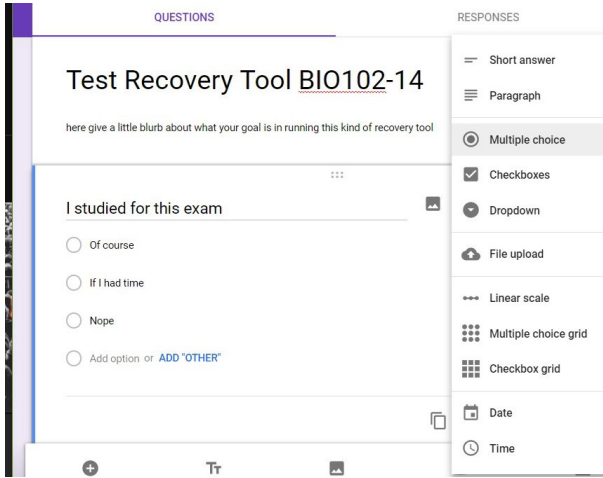 QUESTIONS
RESPONSES
Test Recovery Tool BIO102-14
here give a little blurb about what your goal is in running this kind of recovery tool
I studied for this exam
Of course
If I had time
Nope
Add option or ADD "OTHER"
Tт
Short answer
Paragraph
Multiple choice
Checkboxes
Dropdown
File upload
Linear scale
Multiple choice grid
Checkbox grid
Date
Time